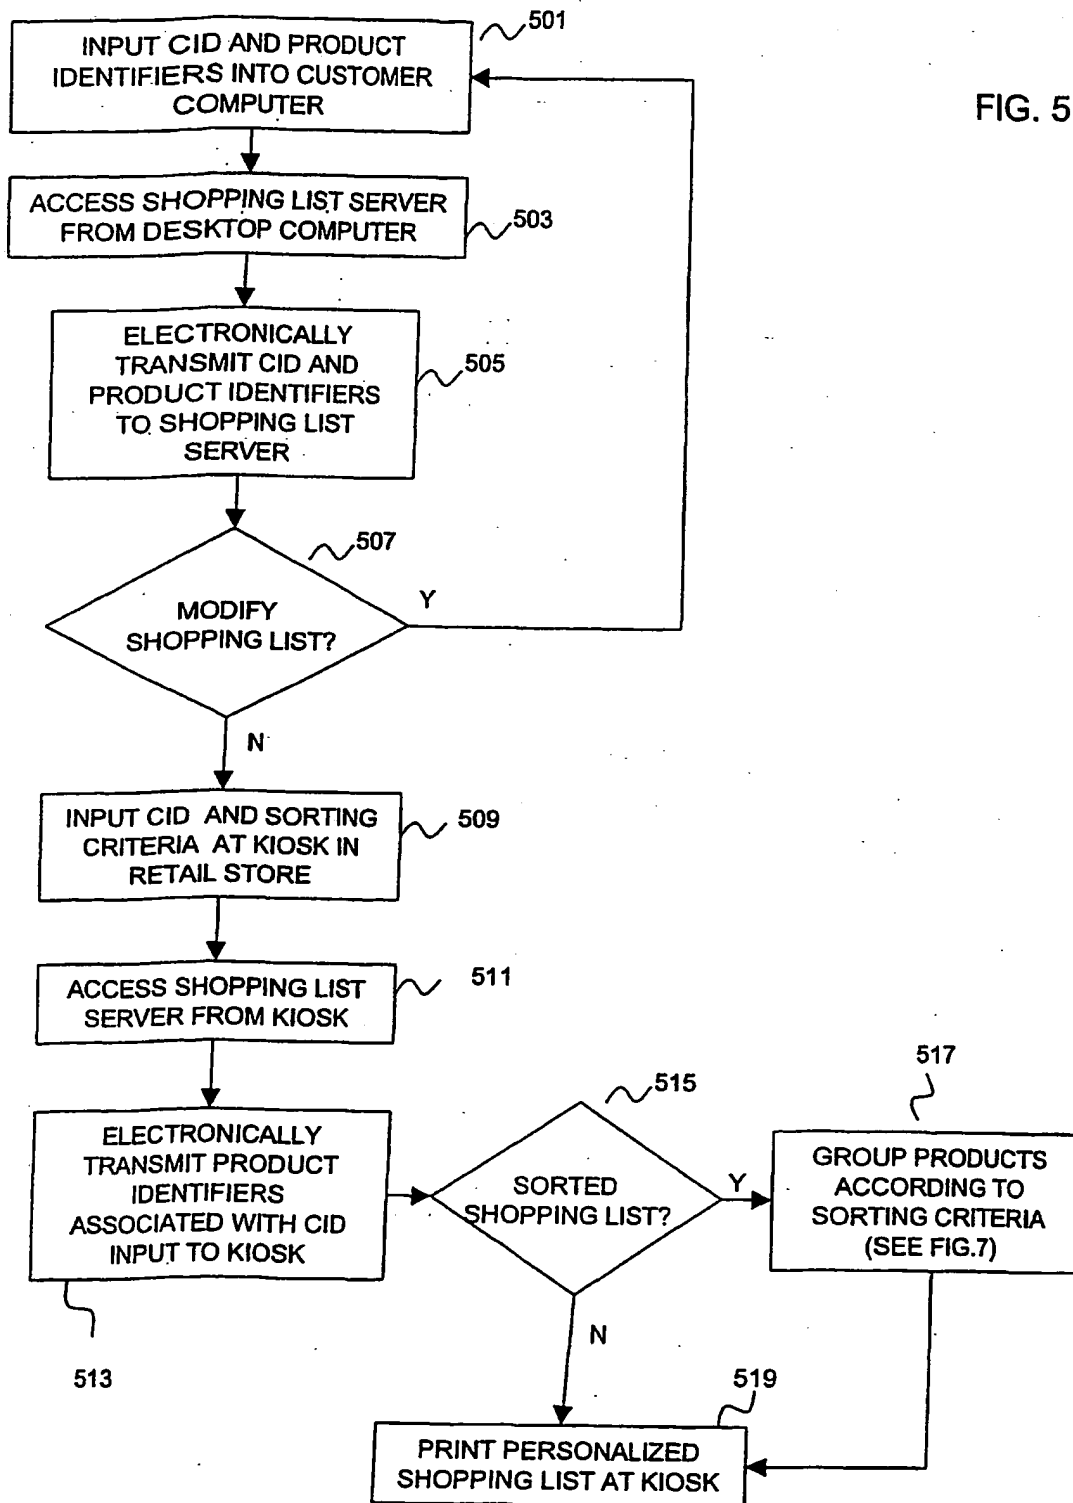 501
INPUT CID AND PRODUCT
IDENTIFIERS INTO CUSTOMER
COMPUTER
FIG. 5
ACCESS SHOPPING LIST SERVER
FROM DESKTOP COMPUTER
503
ELECTRONICALLY
TRANSMIT CID AND
PRODUCT IDENTIFIERS
TO SHOPPING LIST
SERVER
505
507
MODIFY
SHOPPING LIST?
Y
N
INPUT CID AND SORTING
CRITERIA AT KIOSK IN
RETAIL STORE
509
ACCESS SHOPPING LIST
SERVER FROM KIOSK
511
ELECTRONICALLY
TRANSMIT PRODUCT
IDENTIFIERS
ASSOCIATED WITH CID
INPUT TO KIOSK
513
515
SORTED
SHOPPING LIST?
Y
N
517
GROUP PRODUCTS
ACCORDING TO
SORTING CRITERIA
(SEE FIG.7)
519
PRINT PERSONALIZED
SHOPPING LIST AT KIOSK